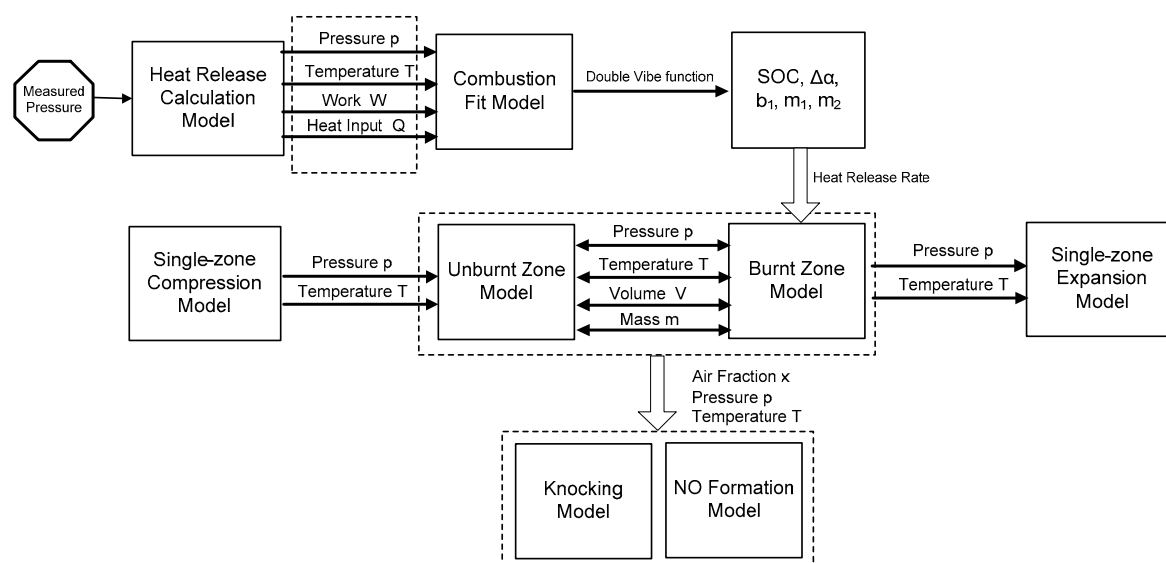 Measured
Pressure
Heat Release
Calculation
Model
Pressure p
Temperature T
Work W
Heat Input Q
Combustion
Fit Model
Double Vibe function
SOC, Δα,
b₁, m₁, m₂
Heat Release Rate
Single-zone
Compression
Model
Pressure p
Temperature T
Unburnt Zone
Model
Pressure p
Temperature T
Volume V
Mass m
Burnt Zone
Model
Pressure p
Temperature T
Single-zone
Expansion
Model
Air Fraction x
Pressure p
Temperature T
Knocking
Model
NO Formation
Model